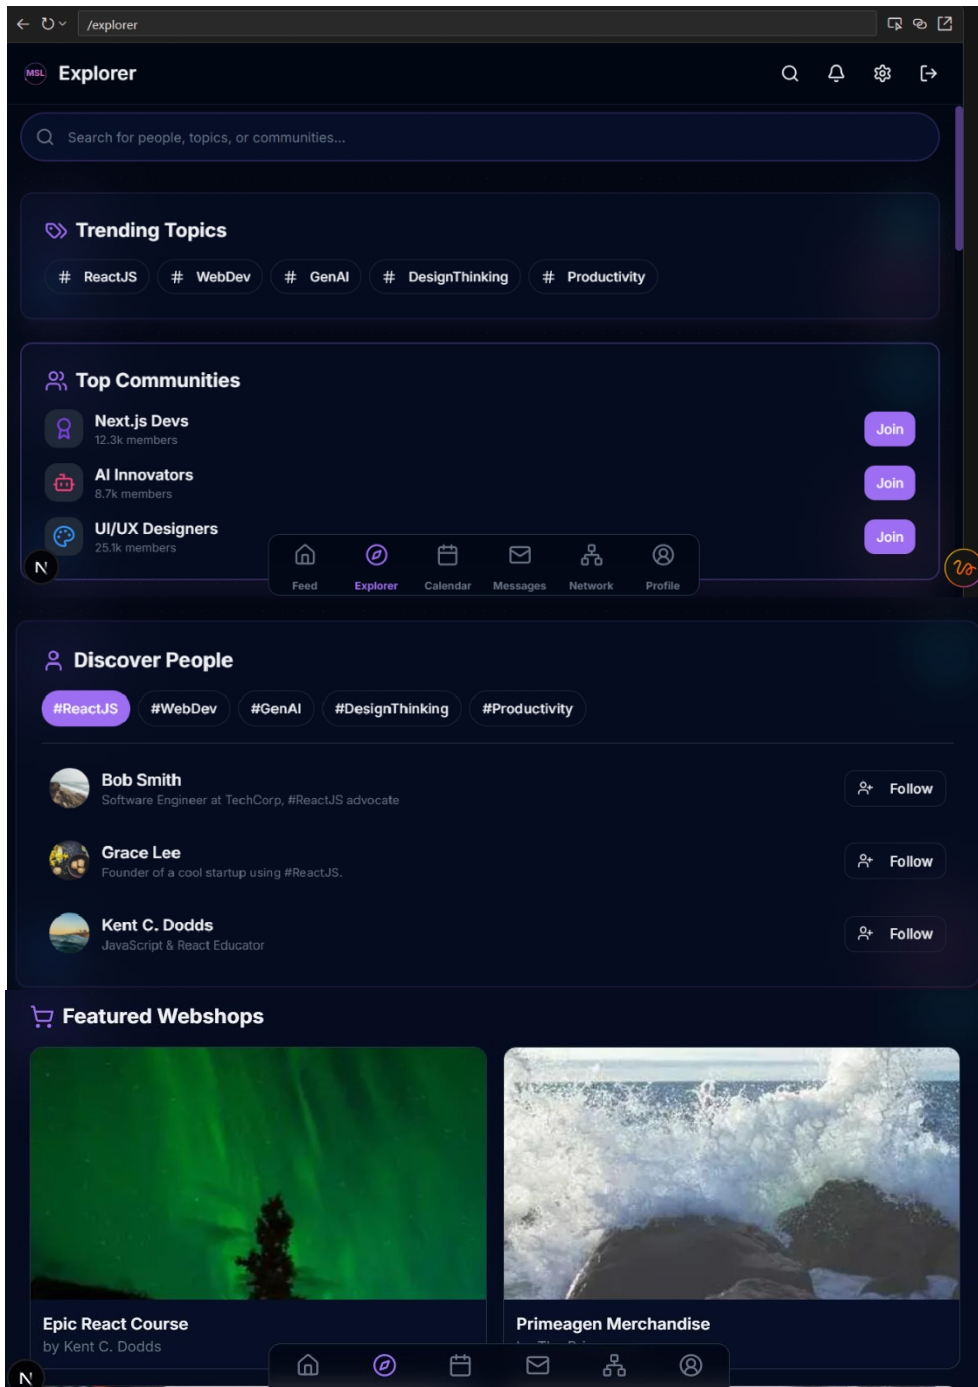 /explorer
MSL Explorer
Search for people, topics, or communities...
Trending Topics
# ReactJS # WebDev # GenAI # DesignThinking # Productivity
Top Communities
Next.js Devs
12.3k members
Join
AI Innovators
8.7k members
Join
UI/UX Designers
25.1k members
Join
N
Feed Explorer Calendar Messages Network Profile
Discover People
#ReactJS #WebDev #GenAI #DesignThinking #Productivity
Bob Smith
Software Engineer at TechCorp, #ReactJS advocate
Follow
Grace Lee
Founder of a cool startup using #ReactJS.
Follow
Kent C. Dodds
JavaScript & React Educator
Follow
Featured Webshops
Epic React Course
by Kent C. Dodds
Primeagen Merchandise
N